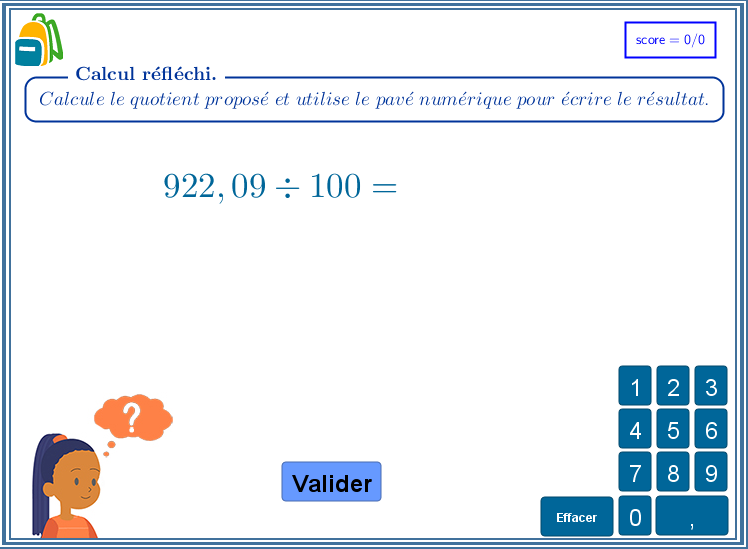 score = 0/0
Calcul réfléchi.
Calcule le quotient proposé et utilise le pavé numérique pour écrire le résultat.
922, 09 ÷ 100 =
?
1 2 3
4 5 6
7 8 9
Valider
Effacer 0 ,